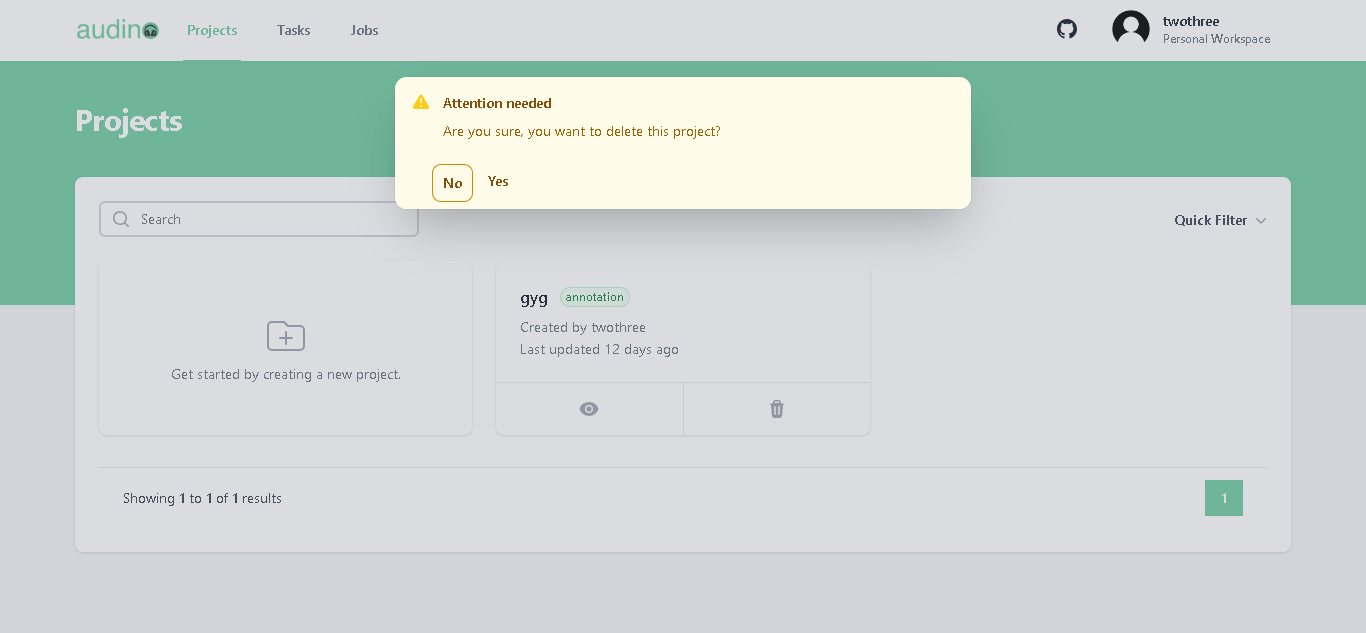 audino
Projects
Tasks
Jobs
twothree
Personal Workspace
Attention needed
Are you sure, you want to delete this project?
No
Yes
Projects
Search
Quick Filter
Get started by creating a new project.
gyg
annotation
Created by twothree
Last updated 12 days ago
Showing 1 to 1 of 1 results
1